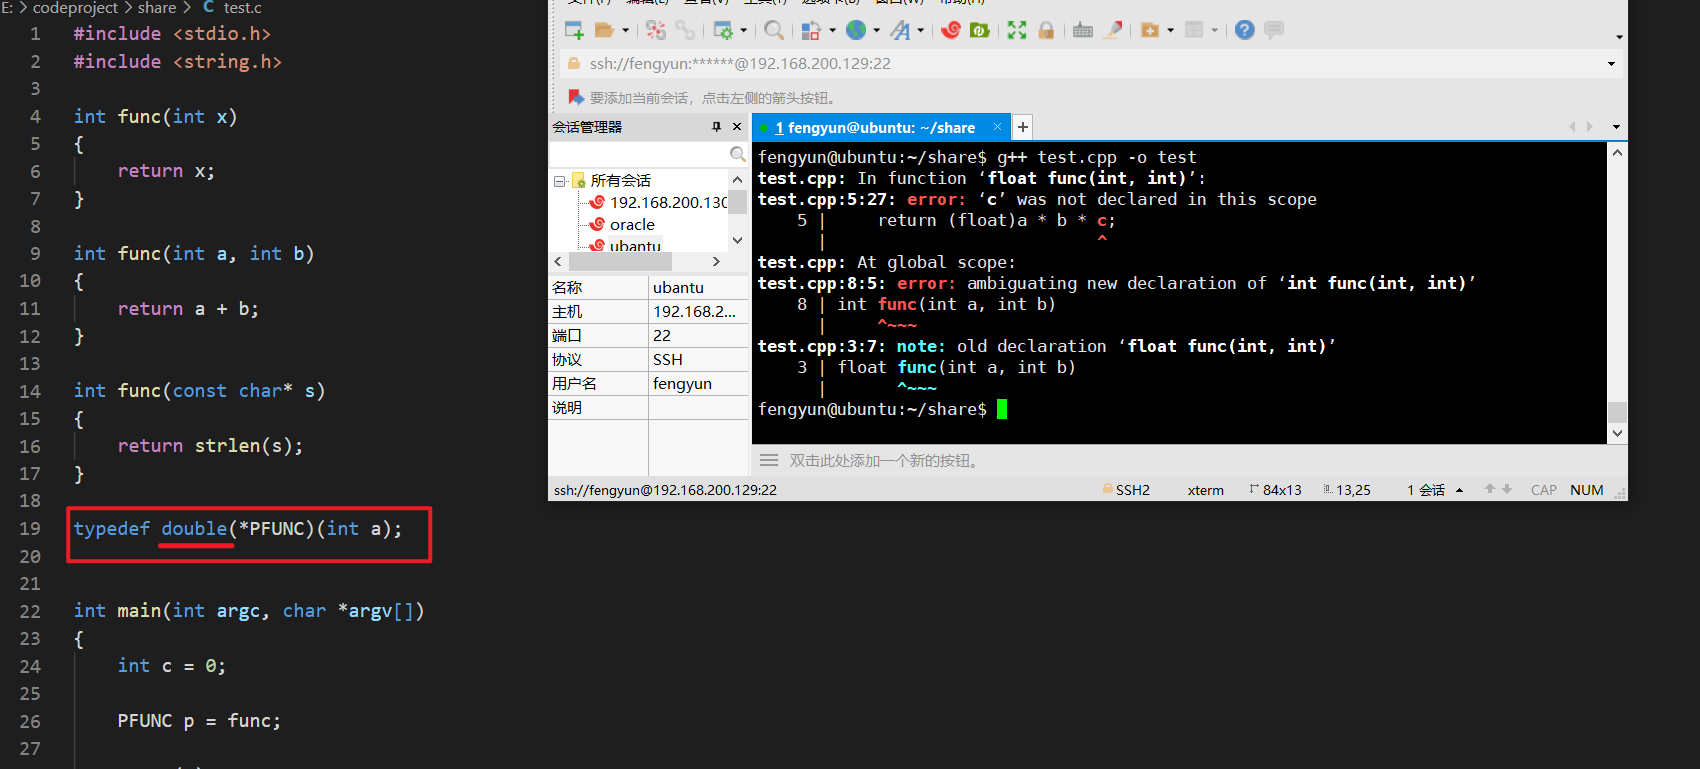 E: > codeproject > share > C test.c
1 #include <stdio.h>
2 #include <string.h>
3
4 int func(int x)
5 {
6     return x;
7 }
8
9 int func(int a, int b)
10 {
11     return a + b;
12 }
13
14 int func(const char* s)
15 {
16     return strlen(s);
17 }
18
19 typedef double(*PFUNC)(int a);
20
21
22 int main(int argc, char *argv[])
23 {
24     int c = 0;
25
26     PFUNC p = func;
27
ssh://fengyun:******@192.168.200.129:22
要添加当前会话，点击左侧的箭头按钮。
会话管理器
所有会话
192.168.200.130
oracle
ubantu
名称 ubantu
主机 192.168.2...
端口 22
协议 SSH
用户名 fengyun
说明
1 fengyun@ubuntu: ~/share
fengyun@ubuntu:~/share$ g++ test.cpp -o test
test.cpp: In function ‘float func(int, int)’:
test.cpp:5:27: error: ‘c’ was not declared in this scope
5 |     return (float)a * b * c;
|                           ^
test.cpp: At global scope:
test.cpp:8:5: error: ambiguating new declaration of ‘int func(int, int)’
8 | int func(int a, int b)
|     ^~~~
test.cpp:3:7: note: old declaration ‘float func(int, int)’
3 | float func(int a, int b)
|       ^~~~
fengyun@ubuntu:~/share$
双击此处添加一个新的按钮。
ssh://fengyun@192.168.200.129:22 SSH2 xterm 84x13 13,25 1 会话 CAP NUM